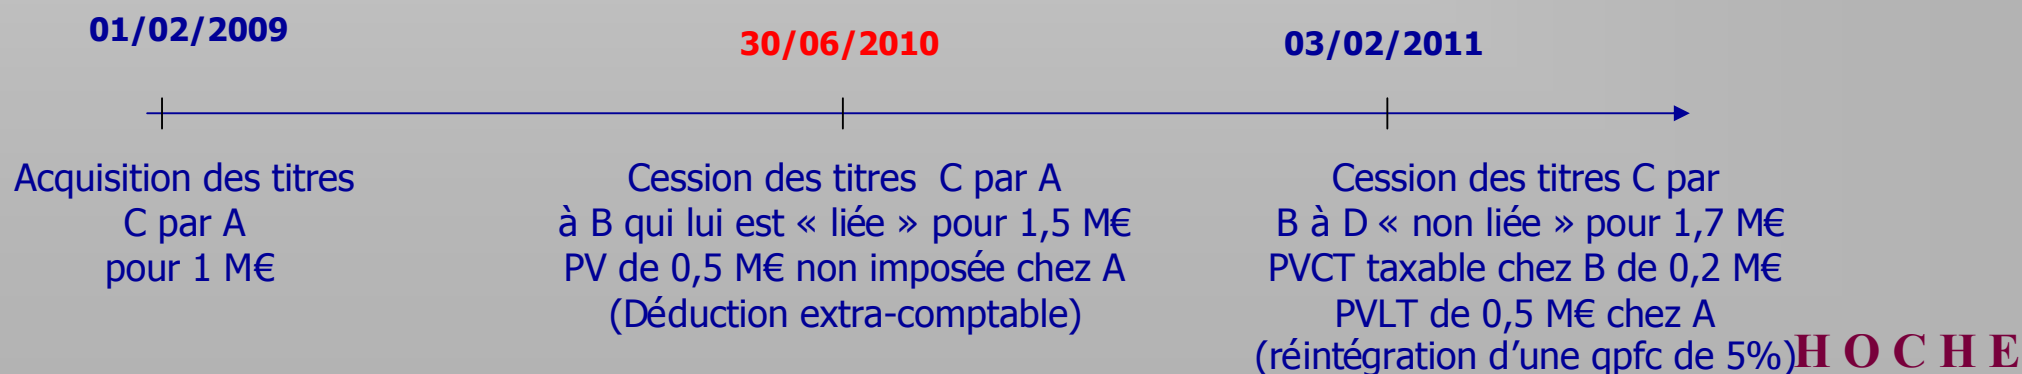 01/02/2009
30/06/2010
03/02/2011
Acquisition des titres
C par A
pour 1 M€
Cession des titres C par A
à B qui lui est « liée » pour 1,5 M€
PV de 0,5 M€ non imposée chez A
(Déduction extra-comptable)
Cession des titres C par
B à D « non liée » pour 1,7 M€
PVCT taxable chez B de 0,2 M€
PVLT de 0,5 M€ chez A
(réintégration d’une qpfc de 5%)
H O C H E